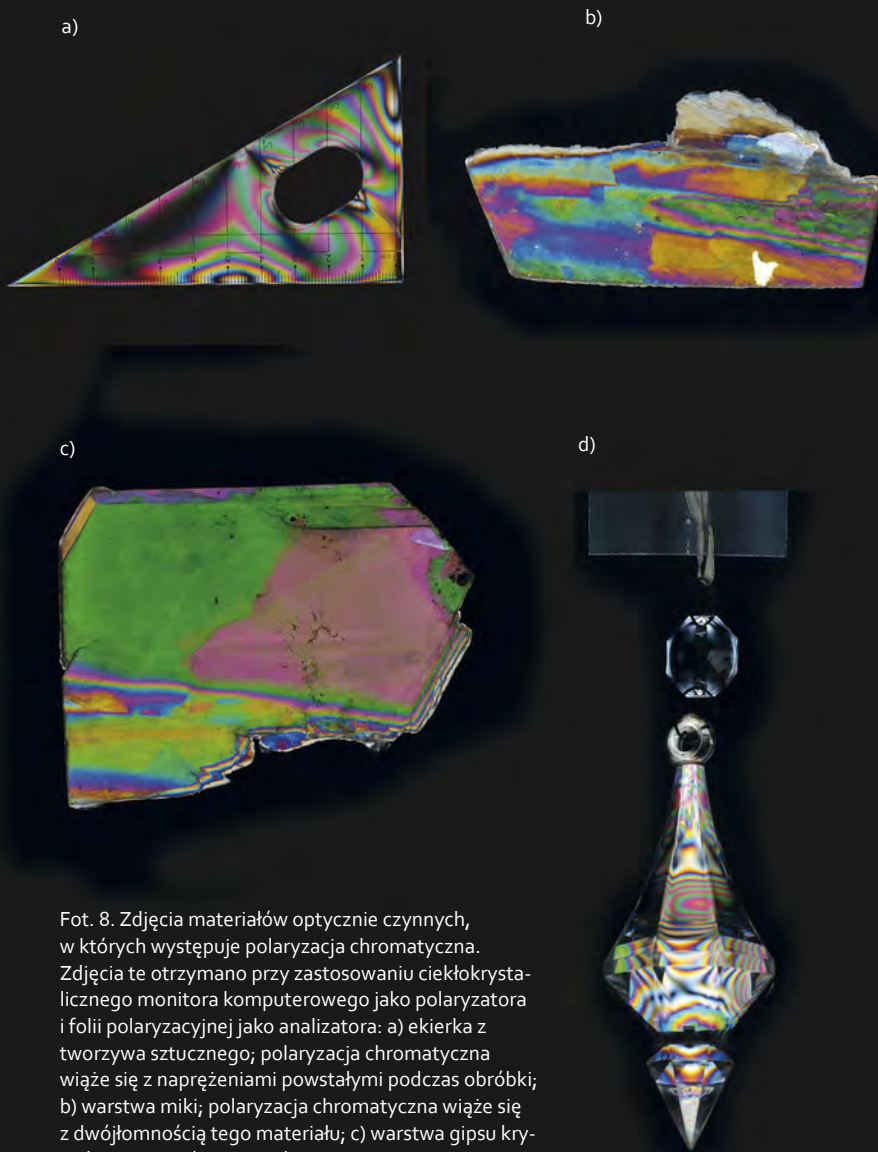 a)
b)
c)
d)
Fot. 8. Zdjęcia materiałów optycznie czynnych,
w których występuje polaryzacja chromatyczna.
Zdjęcia te otrzymano przy zastosowaniu ciekłokrysta-
licznego monitora komputerowego jako polaryzatora
i folii polaryzacyjnej jako analizatora: a) ekierka z
tworzywa sztucznego; polaryzacja chromatyczna
wiąże się z naprężeniami powstałymi podczas obróbki;
b) warstwa miki; polaryzacja chromatyczna wiąże się
z dwójłomnością tego materiału; c) warstwa gipsu kry-